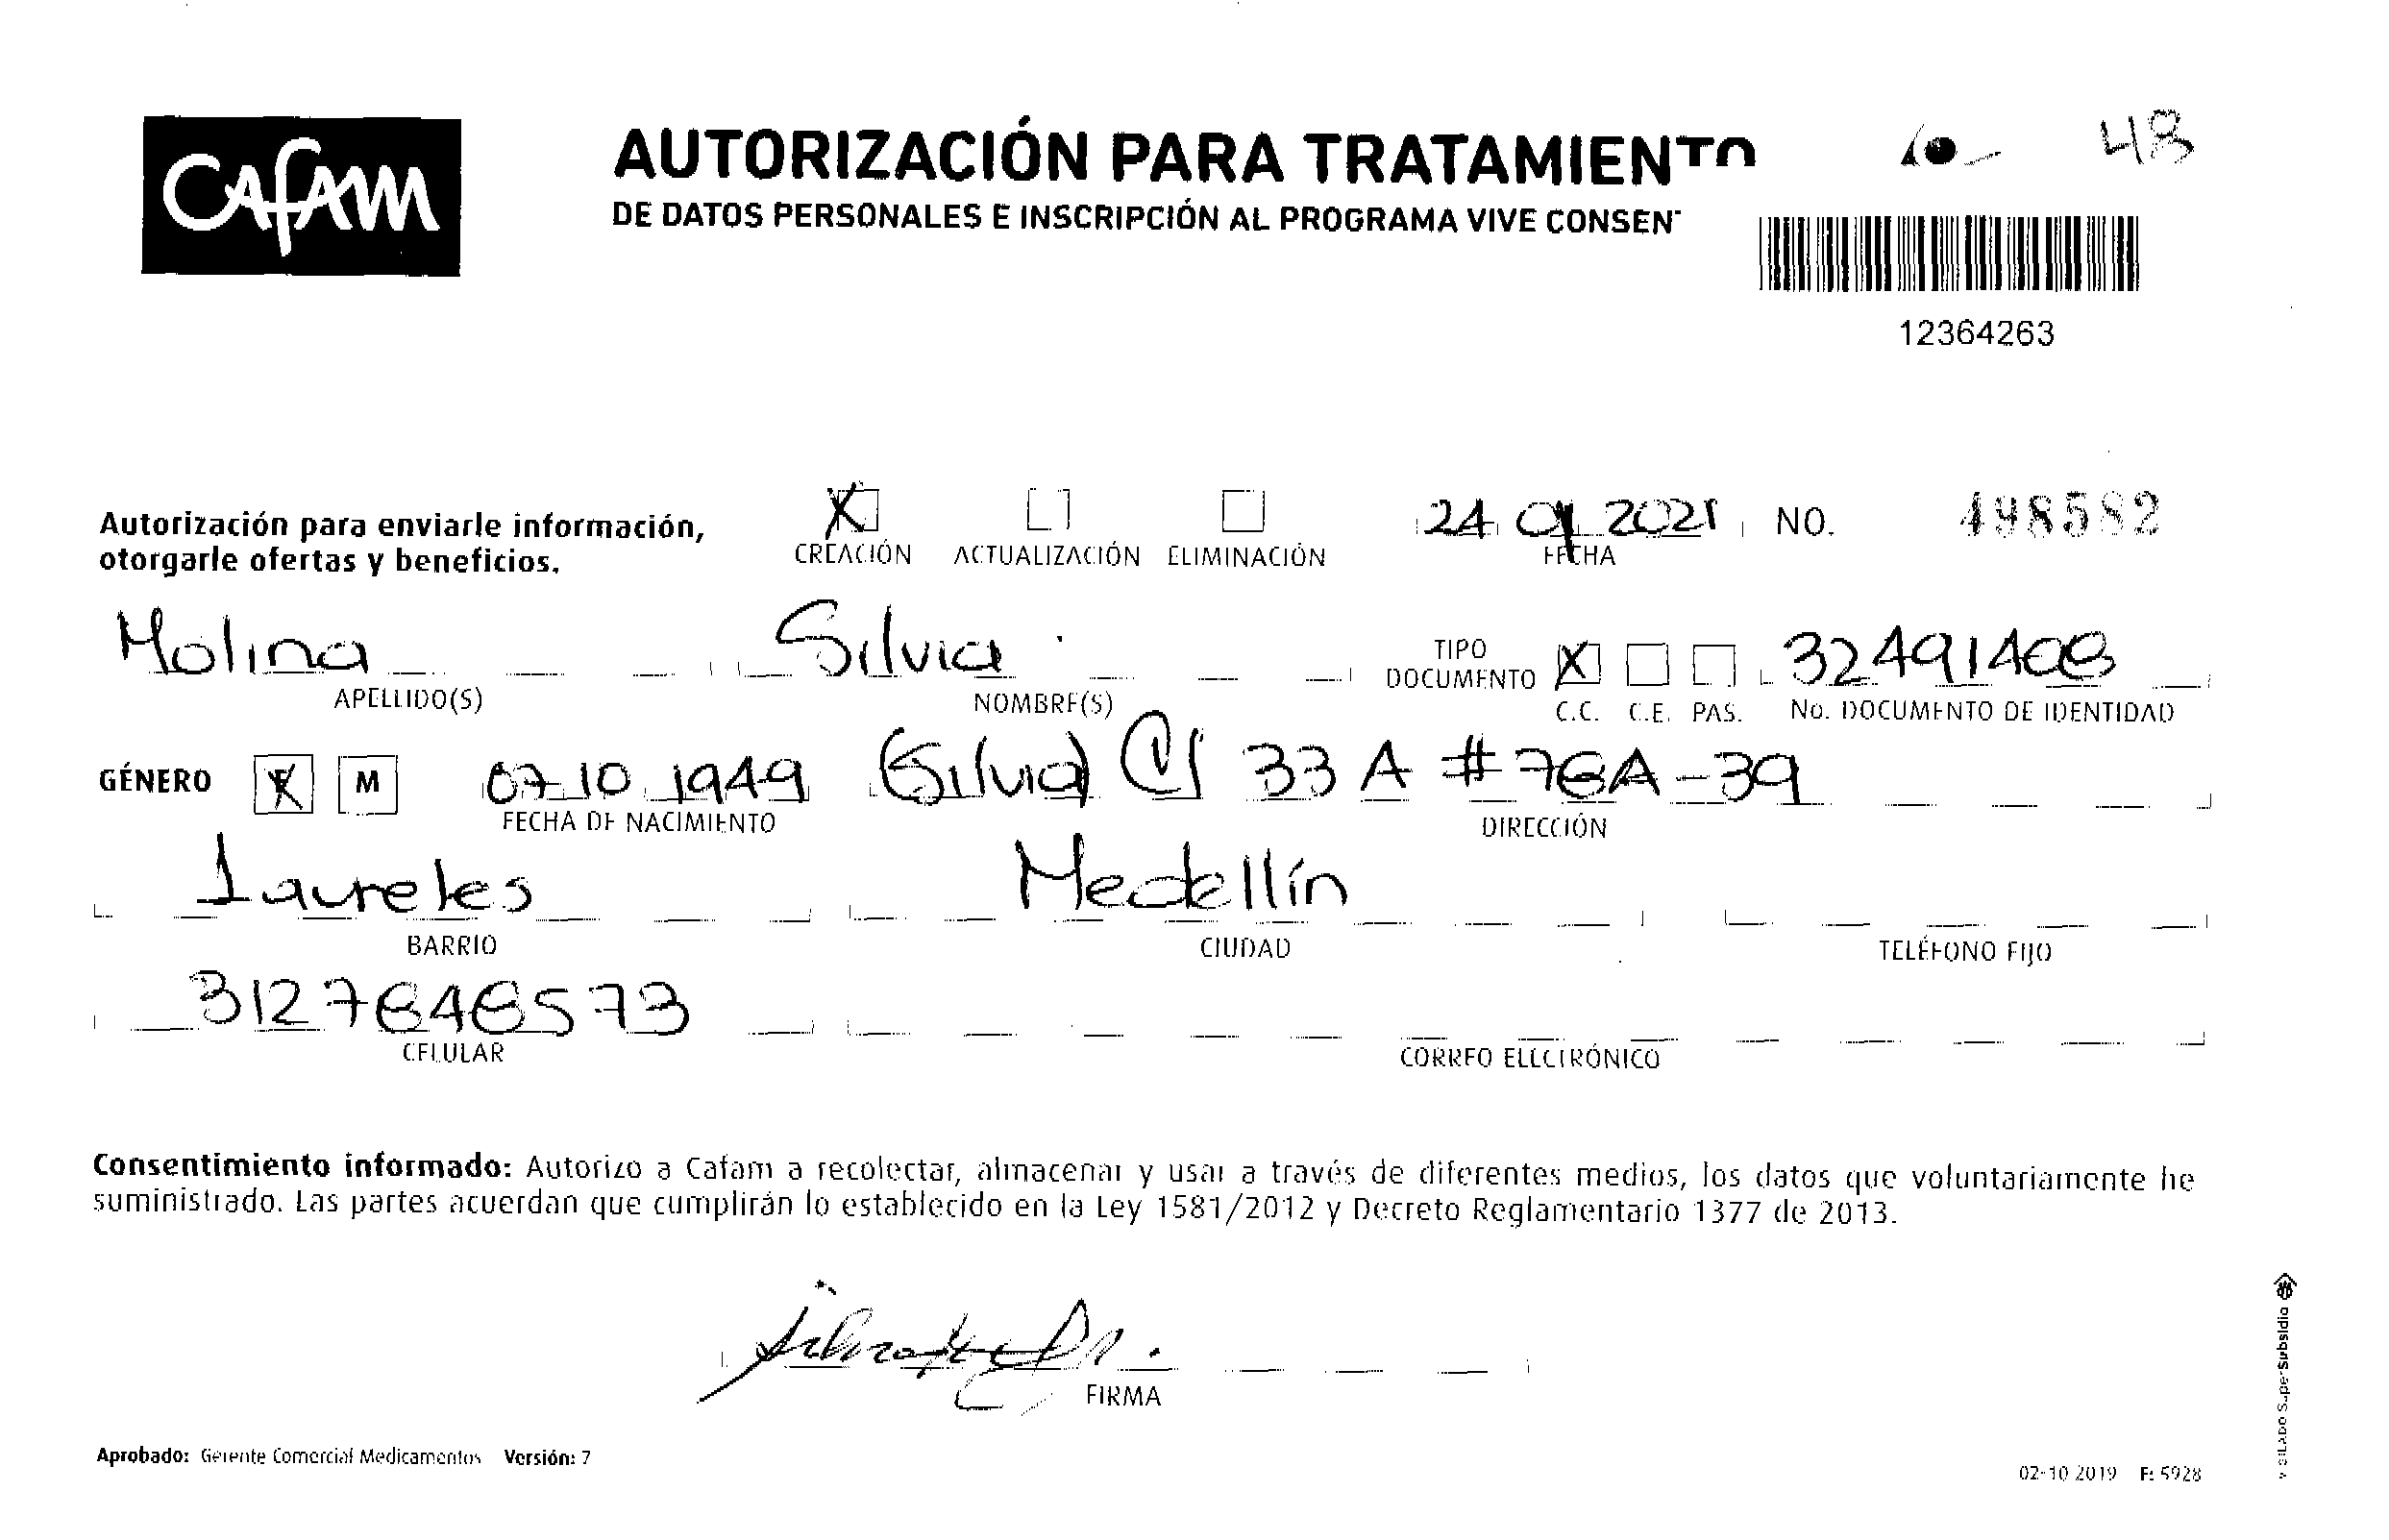 CAFAM
AUTORIZACIÓN PARA TRATAMIENTO
DE DATOS PERSONALES E INSCRIPCIÓN AL PROGRAMA VIVE CONSEN
48
12364263
Autorización para enviarle información,
otorgarle ofertas y beneficios.
X CREACIÓN ACTUALIZACIÓN ELIMINACIÓN
24 09 2021 NO. 498582
FECHA
Molina Silvia TIPO DOCUMENTO X 32491408
APELLIDO(S) NOMBRE(S) C.C. C.E. PAS. No. DOCUMENTO DE IDENTIDAD
GÉNERO F M 07 10 1949 (Silvia) Cl 33 A # 76A-39
FECHA DE NACIMIENTO DIRECCIÓN
Laureles Medellín
BARRIO CIUDAD TELÉFONO FIJO
3127848573
CELULAR CORREO ELECTRÓNICO
Consentimiento informado: Autorizo a Cafam a recolectar, almacenar y usar a través de diferentes medios, los datos que voluntariamente he
suministrado. Las partes acuerdan que cumplirán lo establecido en la Ley 1581/2012 y Decreto Reglamentario 1377 de 2013.
FIRMA
Aprobado: Gerente Comercial Medicamentos Versión: 7
02-10 2019 F: 5928
VIGILADO SuperSubsidio